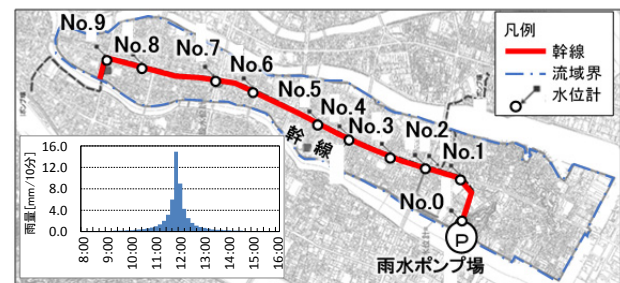 No.9
No.8
No.7
No.6
No.5
No.4
No.3
No.2
No.1
No.0
幹線
P
雨水ポンプ場
凡例
幹線
流域界
水位計
雨量[mm/10分]
16.0
12.0
8.0
4.0
0.0
8:00
9:00
10:00
11:00
12:00
13:00
14:00
15:00
16:00